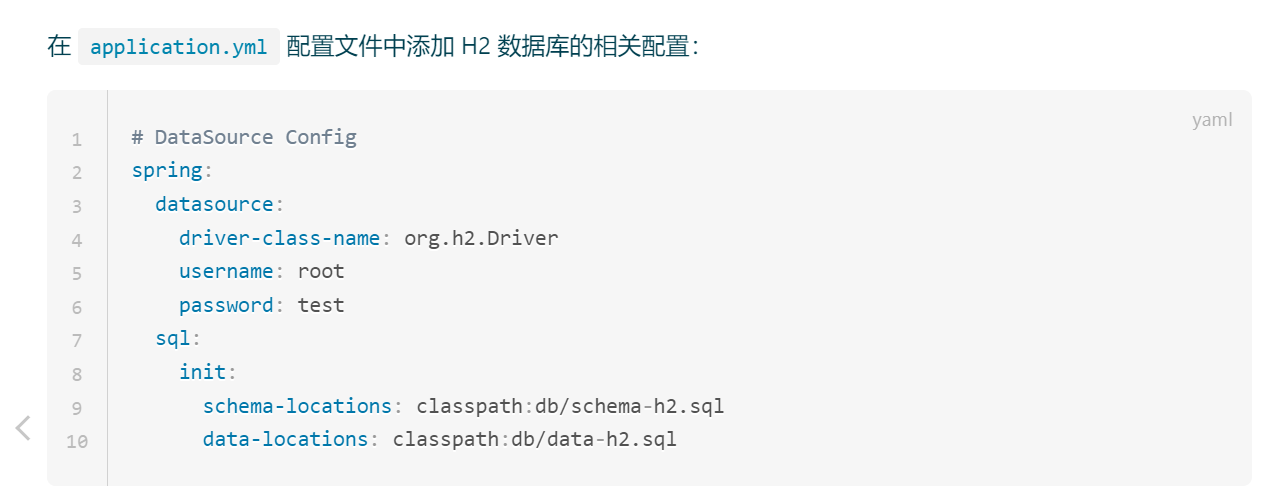 在 application.yml 配置文件中添加 H2 数据库的相关配置：
yaml
1 # DataSource Config
2 spring:
3   datasource:
4     driver-class-name: org.h2.Driver
5     username: root
6     password: test
7   sql:
8     init:
9       schema-locations: classpath:db/schema-h2.sql
10       data-locations: classpath:db/data-h2.sql